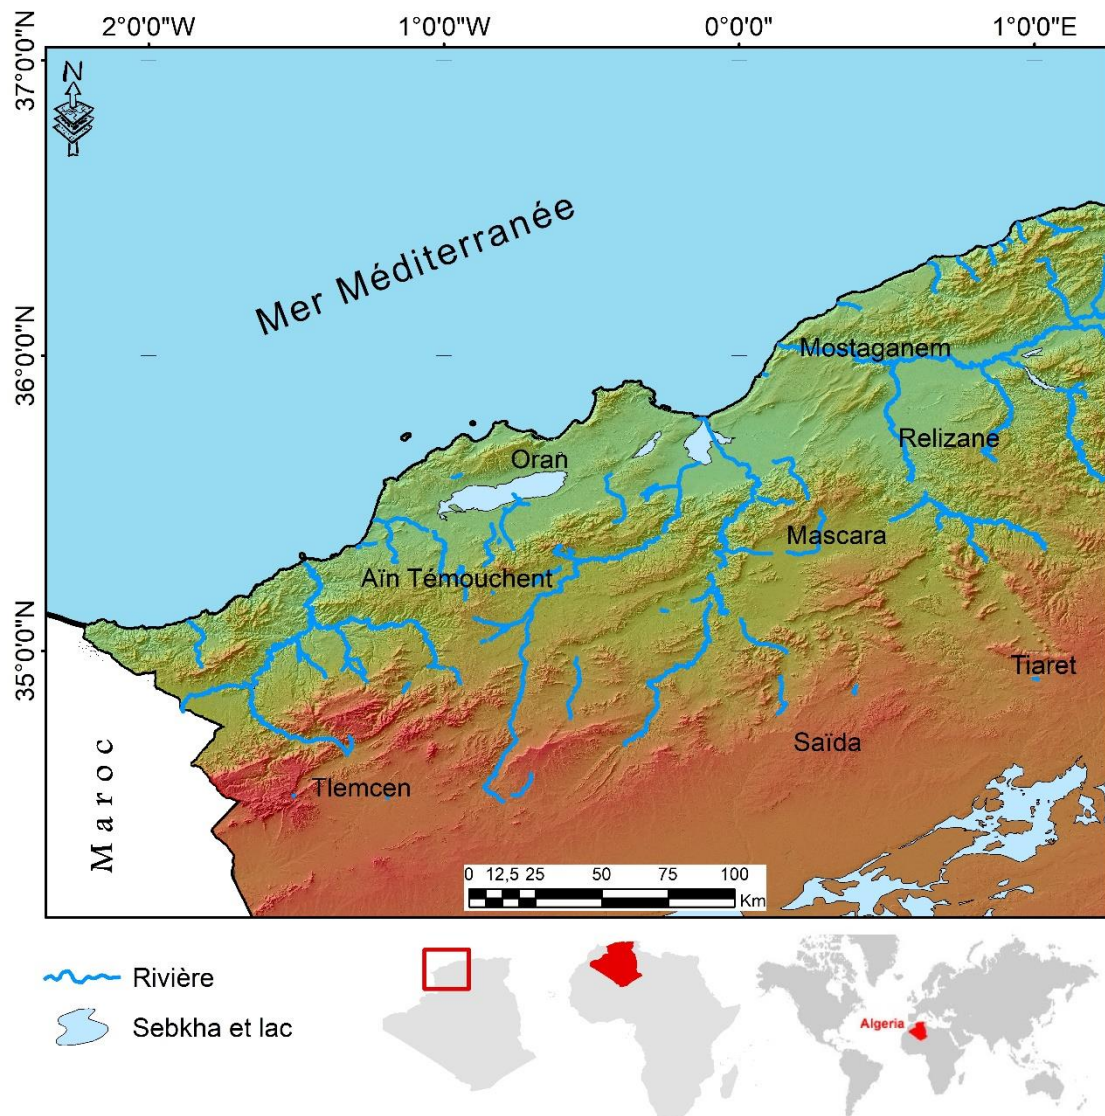 2°0'0"W 1°0'0"W 0°0'0" 1°0'0"E
37°0'0"N
N
Mer Méditerranée
36°0'0"N
Mostaganem
Relizane
Oran
Mascara
Aïn Témouchent
35°0'0"N
Tiaret
Saïda
Tlemcen
Maroc
0 12,5 25 50 75 100
Km
Rivière
Sebkha et lac
Algeria